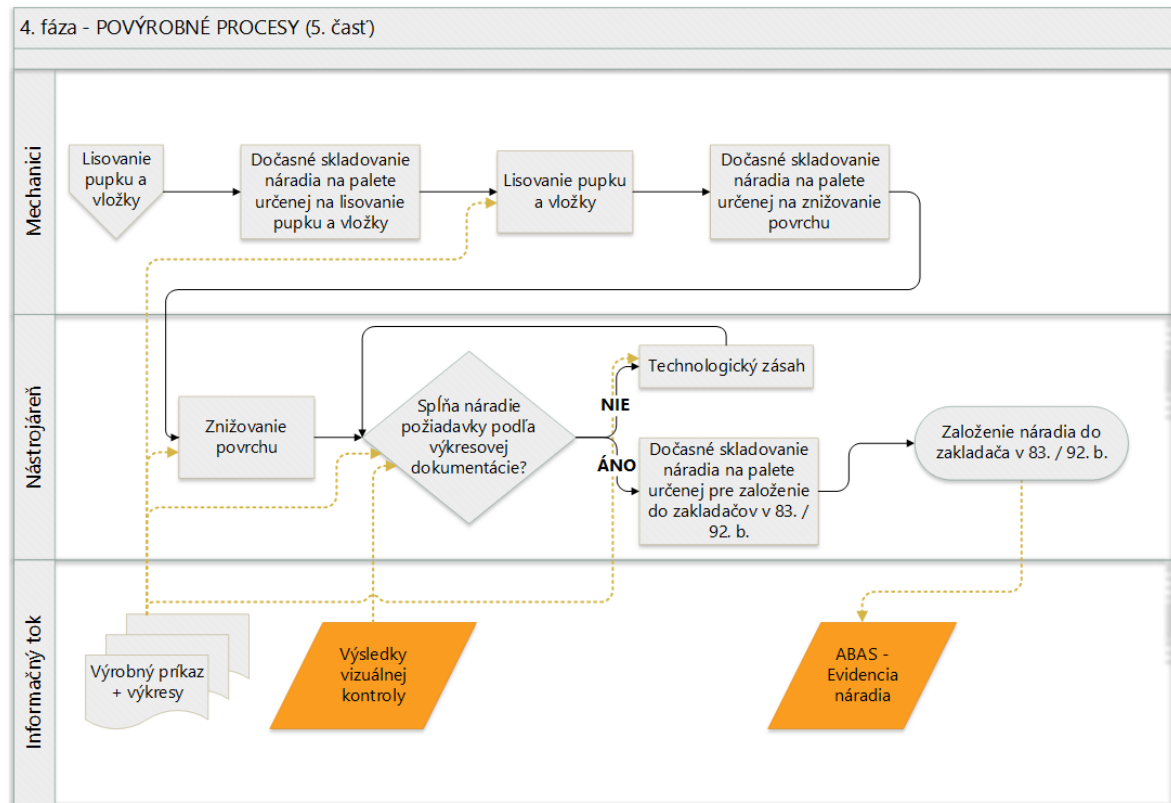 4. fáza - POVÝROBNÉ PROCESY (5. časť)
Mechanici
Lisovanie
pupku a
vložky
Dočasné skladovanie
náradia na palete
určenej na lisovanie
pupku a vložky
Lisovanie pupku
a vložky
Dočasné skladovanie
náradia na palete
určenej na znižovanie
povrchu
Nástrojáreň
Znižovanie
povrchu
Spĺňa náradie
požiadavky podľa
výkresovej
dokumentácie?
NIE
Technologický zásah
ÁNO
Dočasné skladovanie
náradia na palete
určenej pre založenie
do zakladačov v 83. /
92. b.
Založenie náradia do
zakladača v 83. / 92. b.
Informačný tok
Výrobný príkaz
+ výkresy
Výsledky
vizuálnej
kontroly
ABAS -
Evidencia
náradia